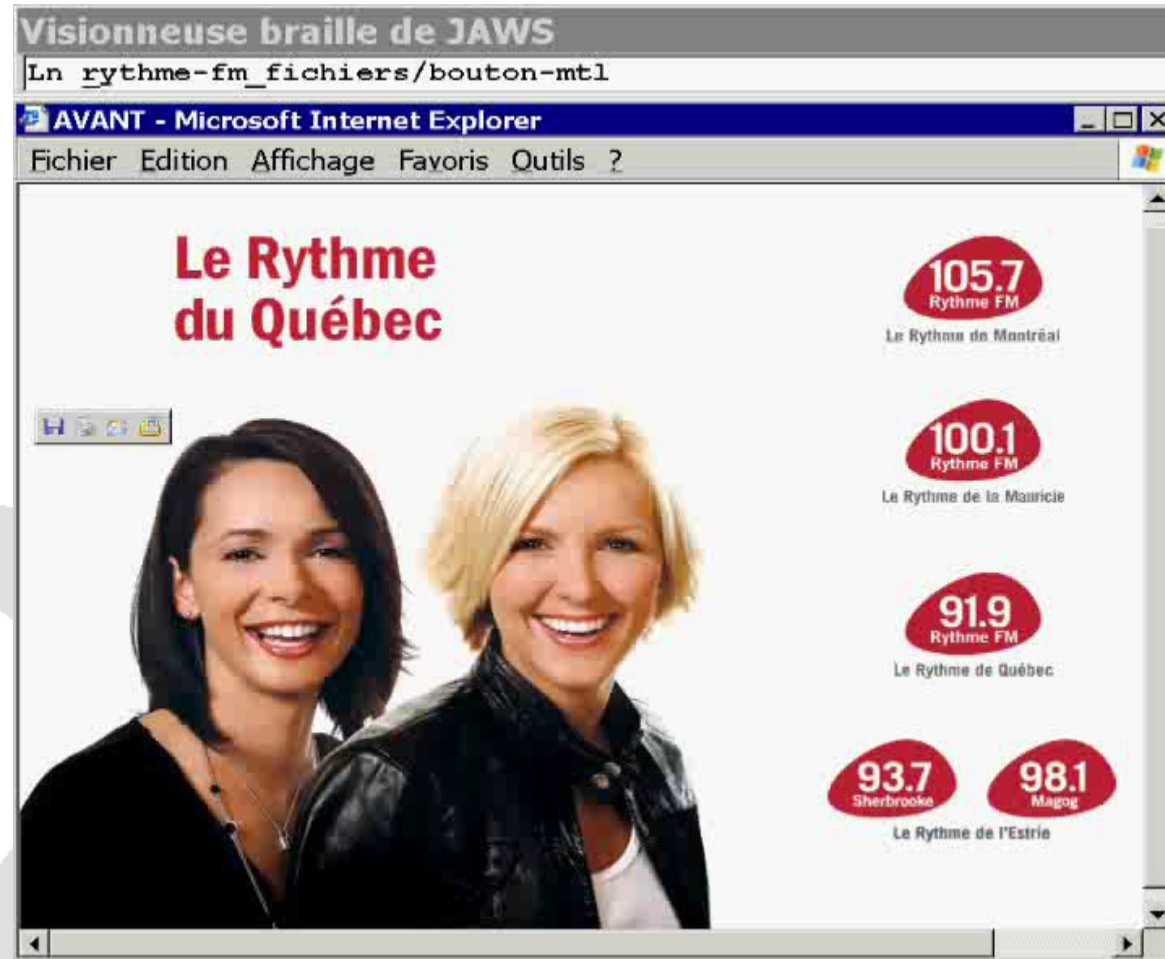 Visionneuse braille de JAWS
Ln rythme-fm_fichiers/bouton-mtl
AVANT - Microsoft Internet Explorer
Fichier Edition Affichage Favoris Outils ?
Le Rythme
du Québec
105.7
Rythme FM
Le Rythme de Montréal
100.1
Rythme FM
Le Rythme de la Mauricie
91.9
Rythme FM
Le Rythme de Québec
93.7
Sherbrooke
98.1
Magog
Le Rythme de l'Estrie